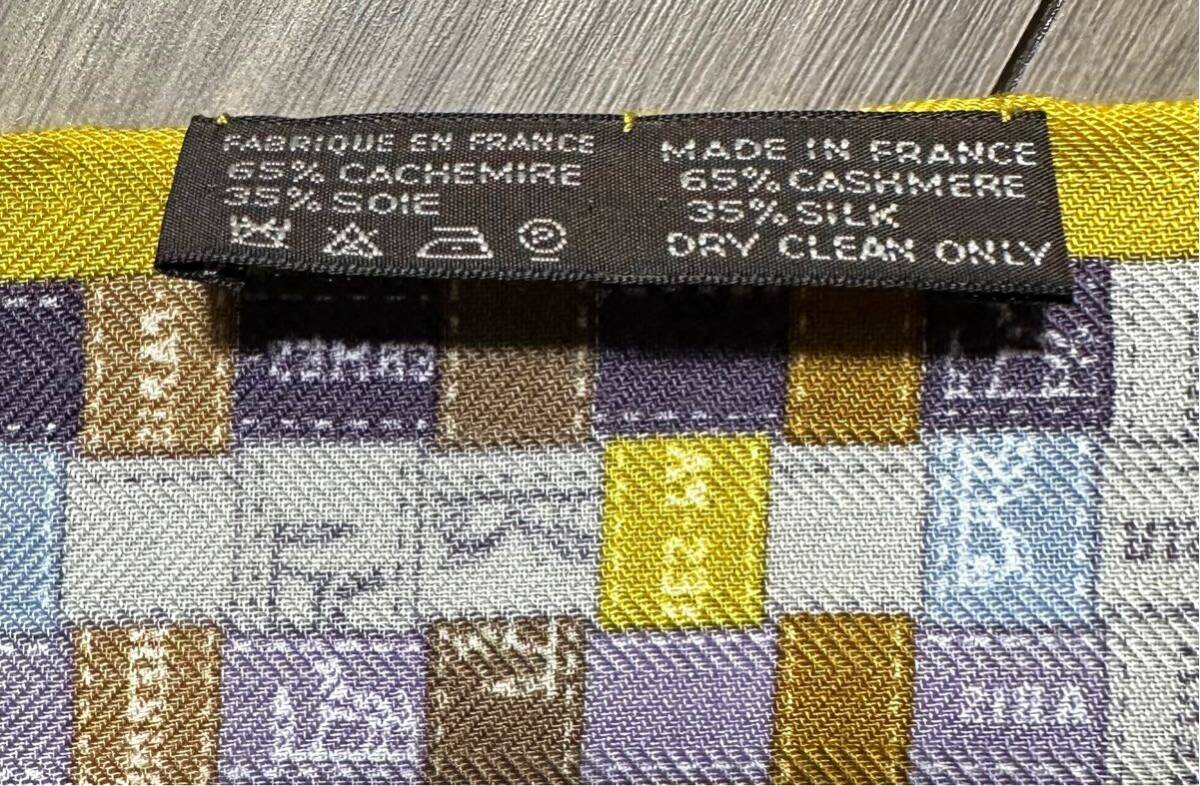 FABRIQUE EN FRANCE
65% CACHEMIRE
35% SOIE
P
MADE IN FRANCE
65% CASHMERE
35% SILK
DRY CLEAN ONLY